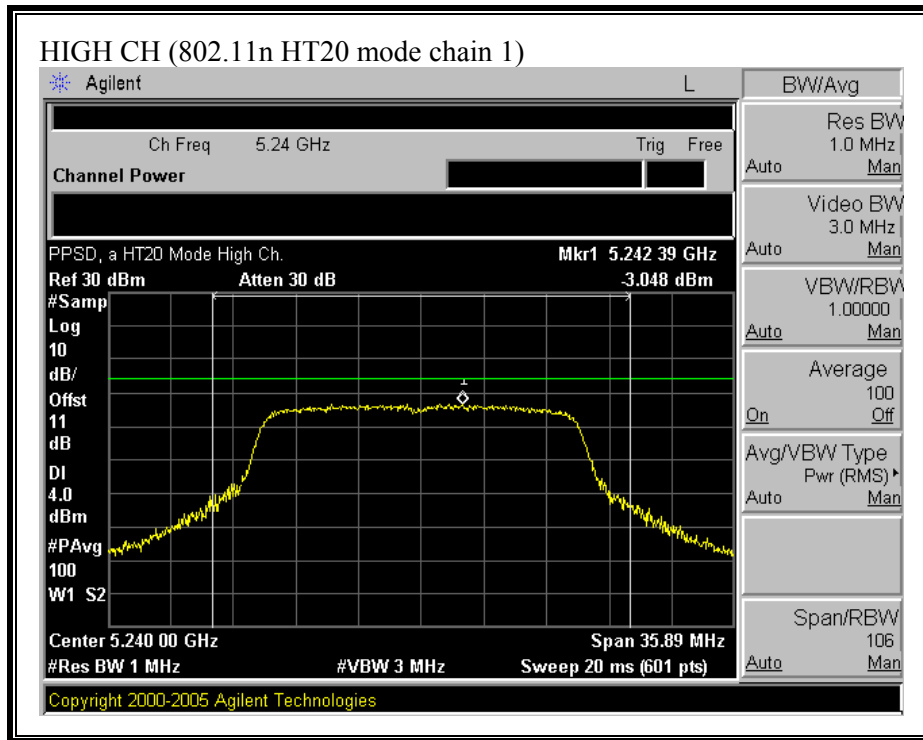 HIGH CH (802.11n HT20 mode chain 1)
Agilent L
Ch Freq 5.24 GHz Trig Free
Channel Power
PPSD, a HT20 Mode High Ch. Mkr1 5.242 39 GHz
Ref 30 dBm Atten 30 dB -3.048 dBm
#Samp
Log
10
dB/
Offst
11
dB
DI
4.0
dBm
#PAvg
100
W1 S2
1
Center 5.240 00 GHz Span 35.89 MHz
#Res BW 1 MHz #VBW 3 MHz Sweep 20 ms (601 pts)
Copyright 2000-2005 Agilent Technologies
BW/Avg
Res BW
1.0 MHz
Auto Man
Video BW
3.0 MHz
Auto Man
VBW/RBW
1.00000
Auto Man
Average
100
On Off
Avg/VBW Type
Pwr (RMS)
Auto Man
Span/RBW
106
Auto Man